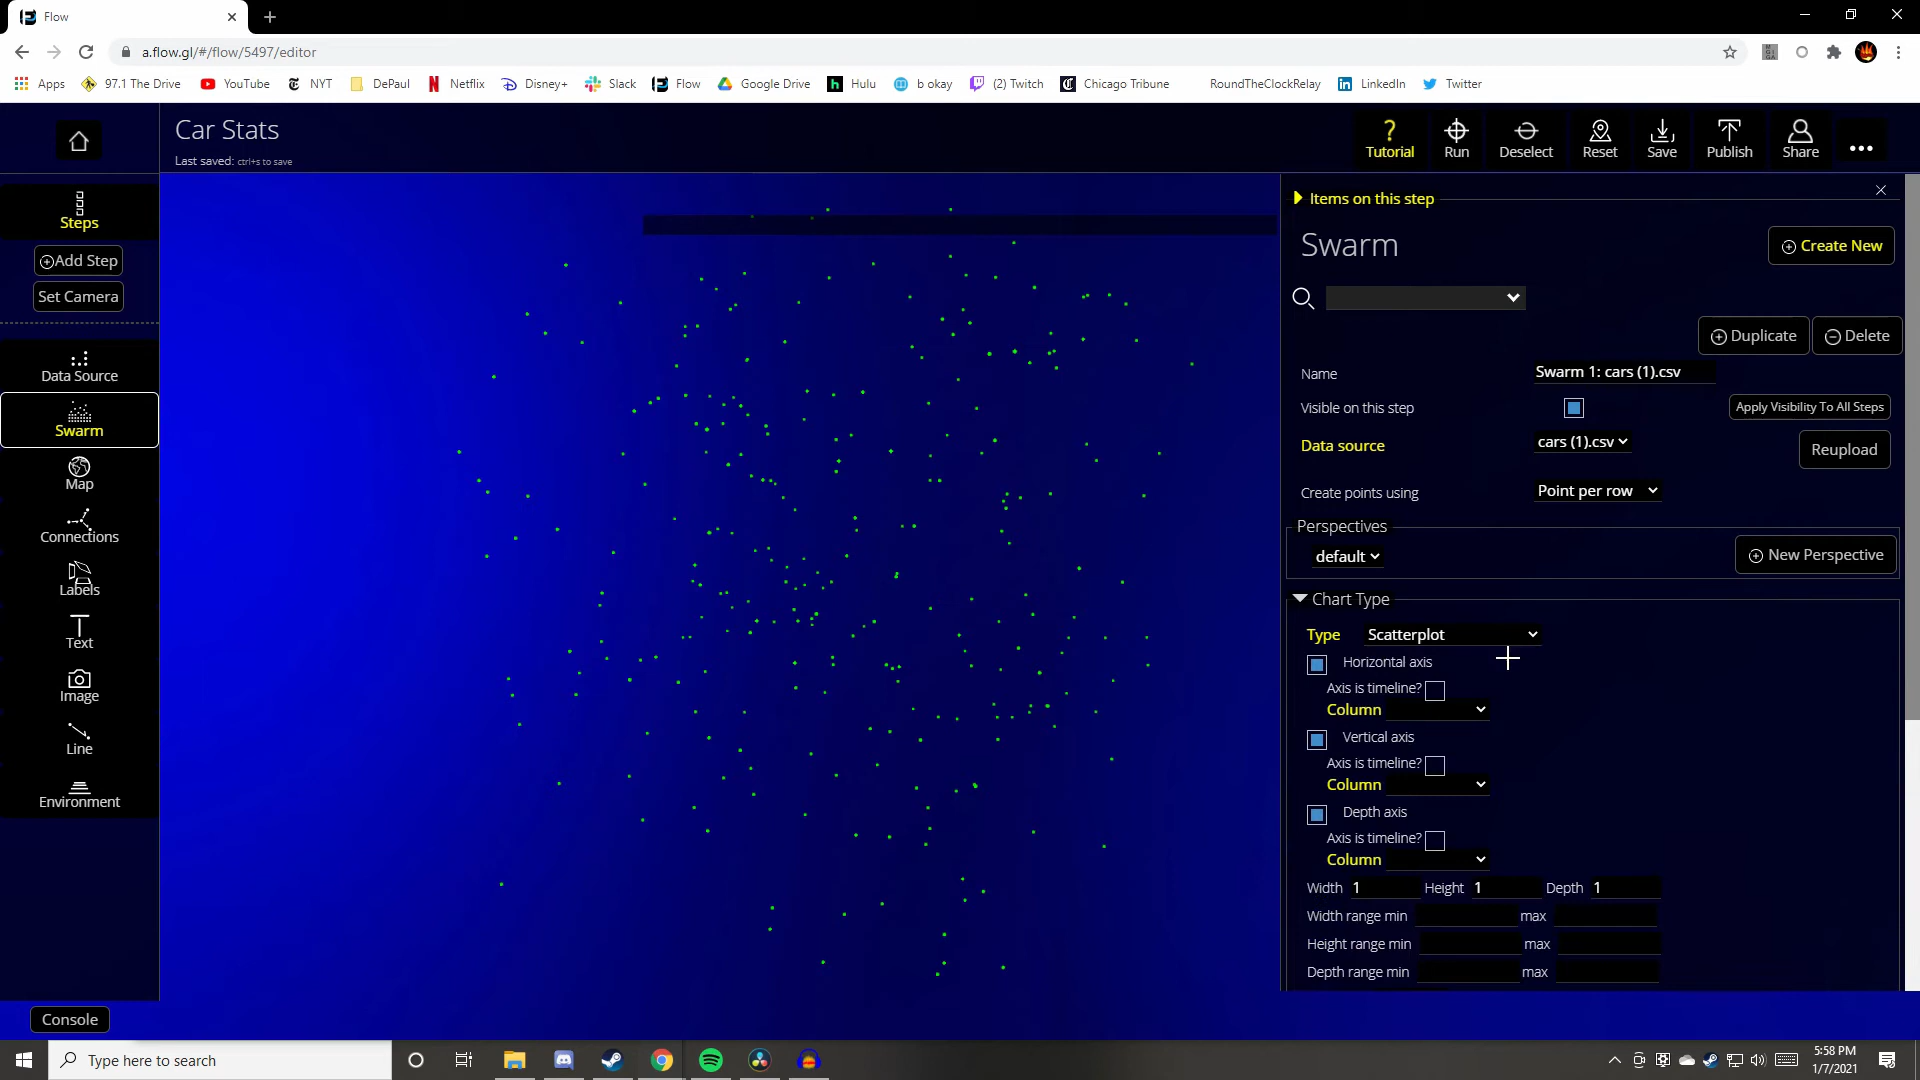 Flow
a.flow.gl/#/flow/5497/editor
Apps 97.1 The Drive YouTube NYT DePaul Netflix Disney+ Slack Flow Google Drive Hulu b okay (2) Twitch Chicago Tribune RoundTheClockRelay LinkedIn Twitter
Car Stats
Last saved: ctrl+s to save
Tutorial Run Deselect Reset Save Publish Share ...
Steps
Add Step
Set Camera
Data Source
Swarm
Map
Connections
Labels
Text
Image
Line
Environment
Console
Items on this step
Swarm
Create New
Duplicate Delete
Name Swarm 1: cars (1).csv
Visible on this step Apply Visibility To All Steps
Data source cars (1).csv Reupload
Create points using Point per row
Perspectives
default New Perspective
Chart Type
Type Scatterplot
Horizontal axis
Axis is timeline?
Column
Vertical axis
Axis is timeline?
Column
Depth axis
Axis is timeline?
Column
Width 1 Height 1 Depth 1
Width range min max
Height range min max
Depth range min max
Type here to search
5:58 PM
1/7/2021